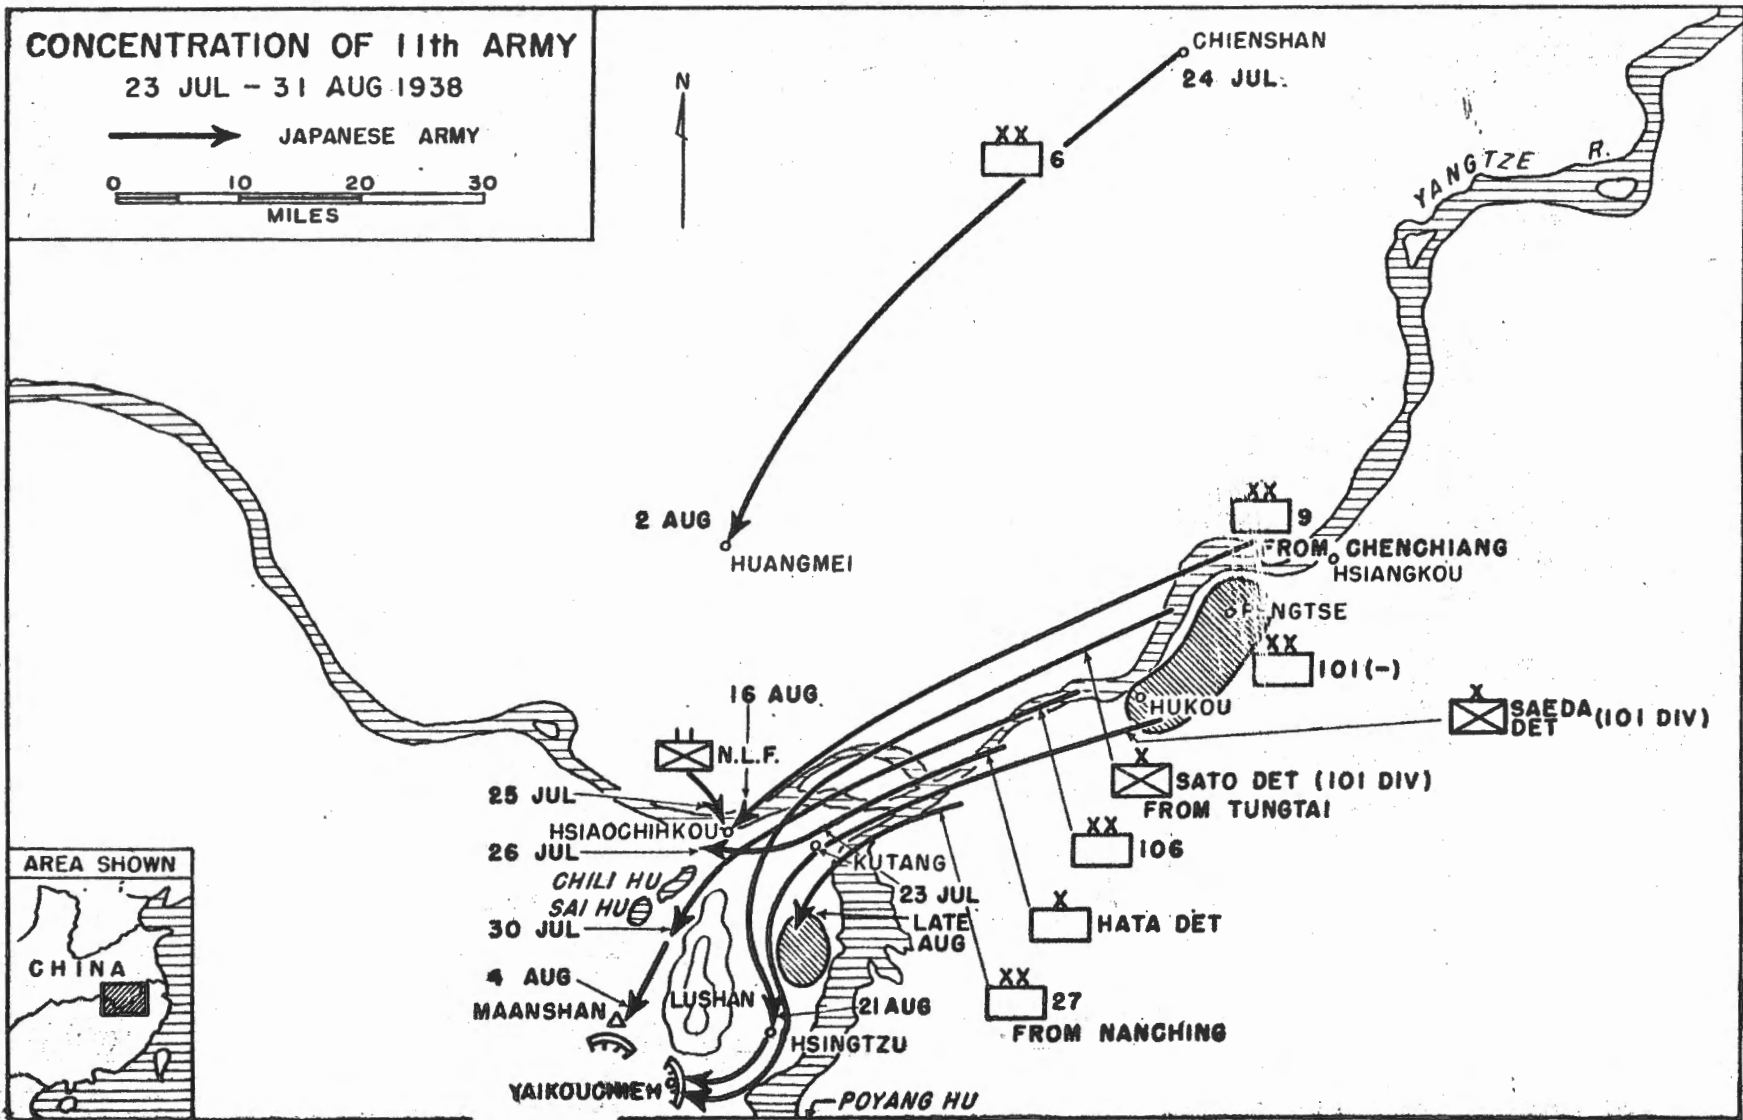 CONCENTRATION OF 11th ARMY
23 JUL - 31 AUG 1938
JAPANESE ARMY
0 10 20 30
MILES
N
CHIENSHAN
24 JUL.
XX
6
YANGTZE R.
2 AUG
HUANGMEI
XX
9
FROM CHENCHIANG
HSIANGKOU
XX
101(-)
HUKOU
X
SAEDA
DET (101 DIV)
16 AUG
II
N.L.F.
X
SATO DET (101 DIV)
FROM TUNGTAI
25 JUL
HSIAOCHIHKOU
26 JUL
XX
106
KUTANG
23 JUL
CHILI HU
SAI HU
30 JUL
LATE
AUG
X
HATA DET
4 AUG
MAANSHAN
LUSHAN
21 AUG
XX
27
FROM NANCHING
HSINGTZU
POYANG HU
AREA SHOWN
CHINA